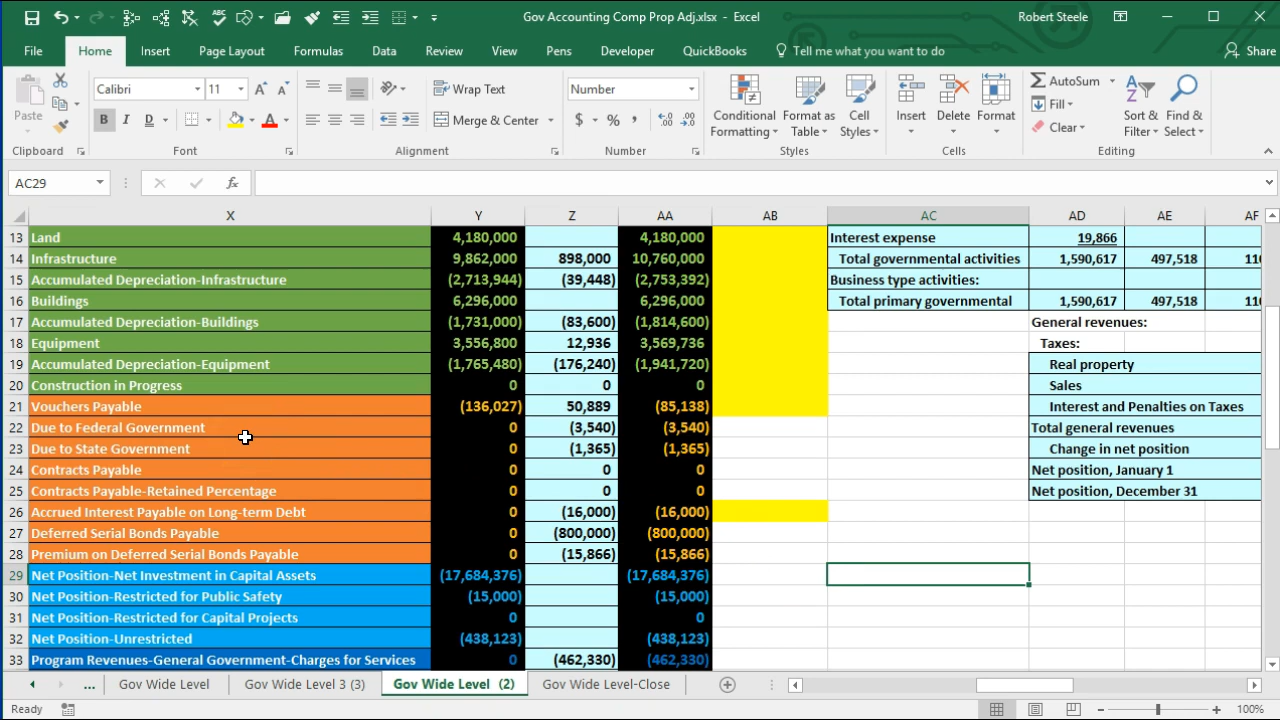 Gov Accounting Comp Prop Adj.xlsx - Excel Robert Steele
File Home Insert Page Layout Formulas Data Review View Pens Developer QuickBooks Tell me what you want to do Share
Calibri 11 Wrap Text Number AutoSum
Paste B I D Merge & Center $ % , Conditional Formatting Format as Table Cell Styles Insert Delete Format Fill Clear Sort & Filter Find & Select
Clipboard Font Alignment Number Styles Cells Editing
AC29 fx
X Y Z AA AB AC AD AE AF
13 Land 4,180,000 4,180,000 Interest expense 19,866
14 Infrastructure 9,862,000 898,000 10,760,000 Total governmental activities 1,590,617 497,518
15 Accumulated Depreciation-Infrastructure (2,713,944) (39,448) (2,753,392) Business type activities:
16 Buildings 6,296,000 6,296,000 Total primary governmental 1,590,617 497,518
17 Accumulated Depreciation-Buildings (1,731,000) (83,600) (1,814,600) General revenues:
18 Equipment 3,556,800 12,936 3,569,736 Taxes:
19 Accumulated Depreciation-Equipment (1,765,480) (176,240) (1,941,720) Real property
20 Construction in Progress 0 0 0 Sales
21 Vouchers Payable (136,027) 50,889 (85,138) Interest and Penalties on Taxes
22 Due to Federal Government 0 (3,540) (3,540) Total general revenues
23 Due to State Government 0 (1,365) (1,365) Change in net position
24 Contracts Payable 0 0 0 Net position, January 1
25 Contracts Payable-Retained Percentage 0 0 0 Net position, December 31
26 Accrued Interest Payable on Long-term Debt 0 (16,000) (16,000)
27 Deferred Serial Bonds Payable 0 (800,000) (800,000)
28 Premium on Deferred Serial Bonds Payable 0 (15,866) (15,866)
29 Net Position-Net Investment in Capital Assets (17,684,376) (17,684,376)
30 Net Position-Restricted for Public Safety (15,000) (15,000)
31 Net Position-Restricted for Capital Projects 0 0
32 Net Position-Unrestricted (438,123) (438,123)
33 Program Revenues-General Government-Charges for Services 0 (462,330) (462,330)
... Gov Wide Level Gov Wide Level 3 (3) Gov Wide Level (2) Gov Wide Level-Close
Ready 100%